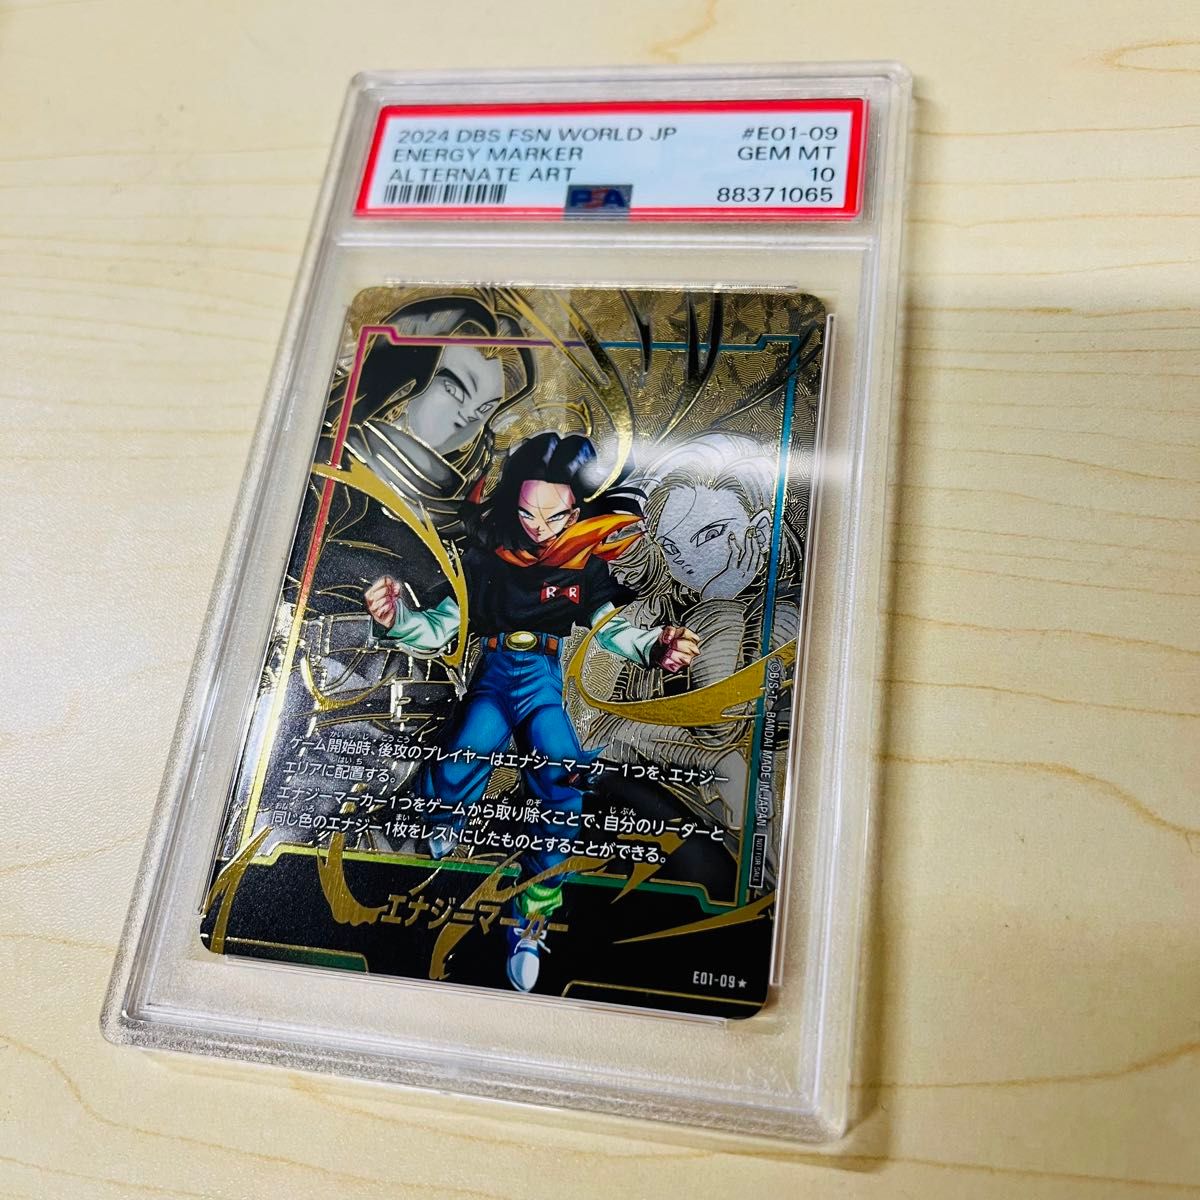 2024 DBS FSN WORLD JP #E01-09
ENERGY MARKER GEM MT
ALTERNATE ART 10
PSA 88371065
RR
ゲーム開始時、後攻のプレイヤーはエナジーマーカー1つを、エナジー
エリアに配置する。
エナジーマーカー1つをゲームから取り除くことで、自分のリーダーと
同じ色のエナジー1枚をレストにしたものとすることができる。
エナジーマーカー
E01-09★
©B/S・T BANDAI MADE IN JAPAN
NOT FOR SALE